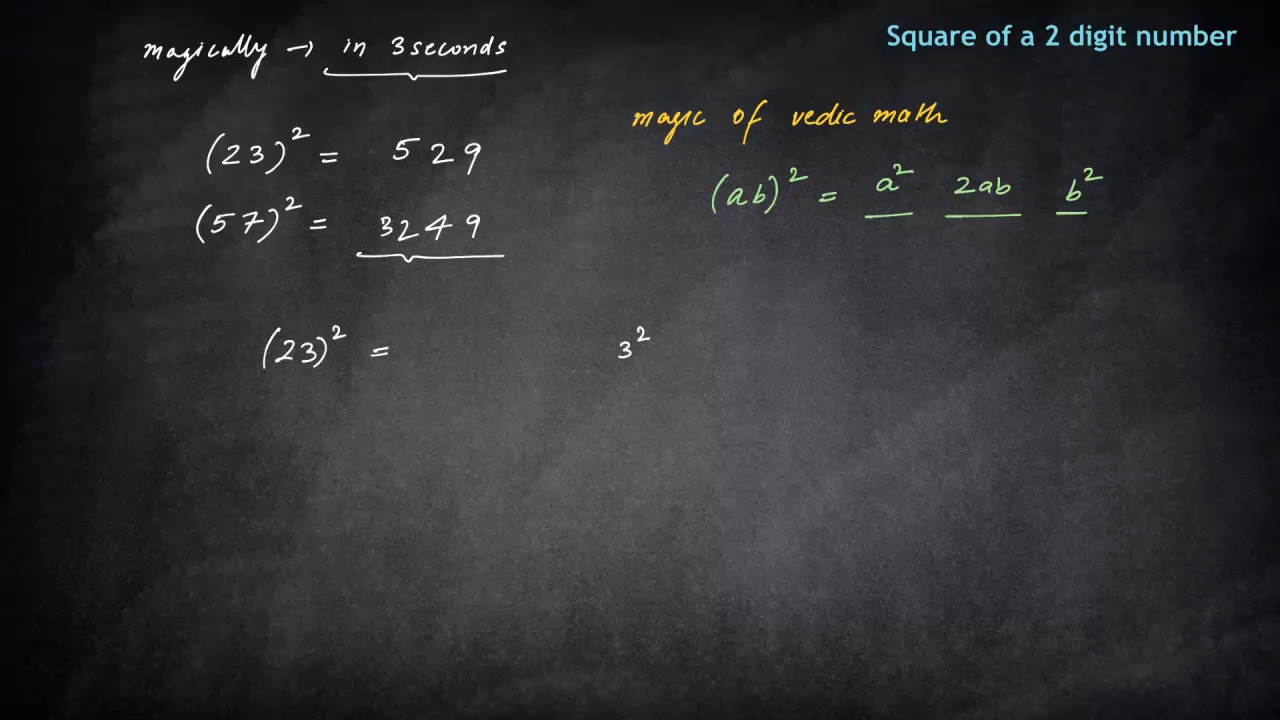 Square of a 2 digit number
magically → in 3 seconds
magic of vedic math
(23)² = 529
(ab)² = a² 2ab b²
(57)² = 3249
(23)² = 3²